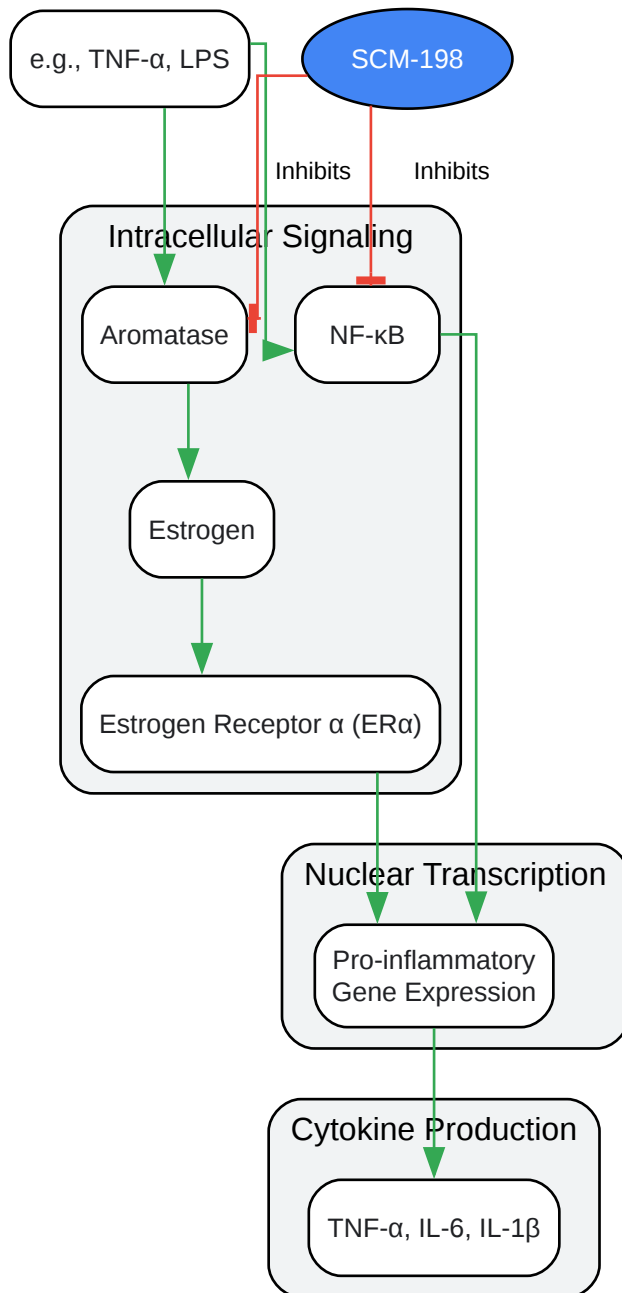 e.g., TNF-α, LPS
SCM-198
Inhibits
Inhibits
Intracellular Signaling
Aromatase
NF-κB
Estrogen
Estrogen Receptor α (ERα)
Nuclear Transcription
Pro-inflammatory
Gene Expression
Cytokine Production
TNF-α, IL-6, IL-1β